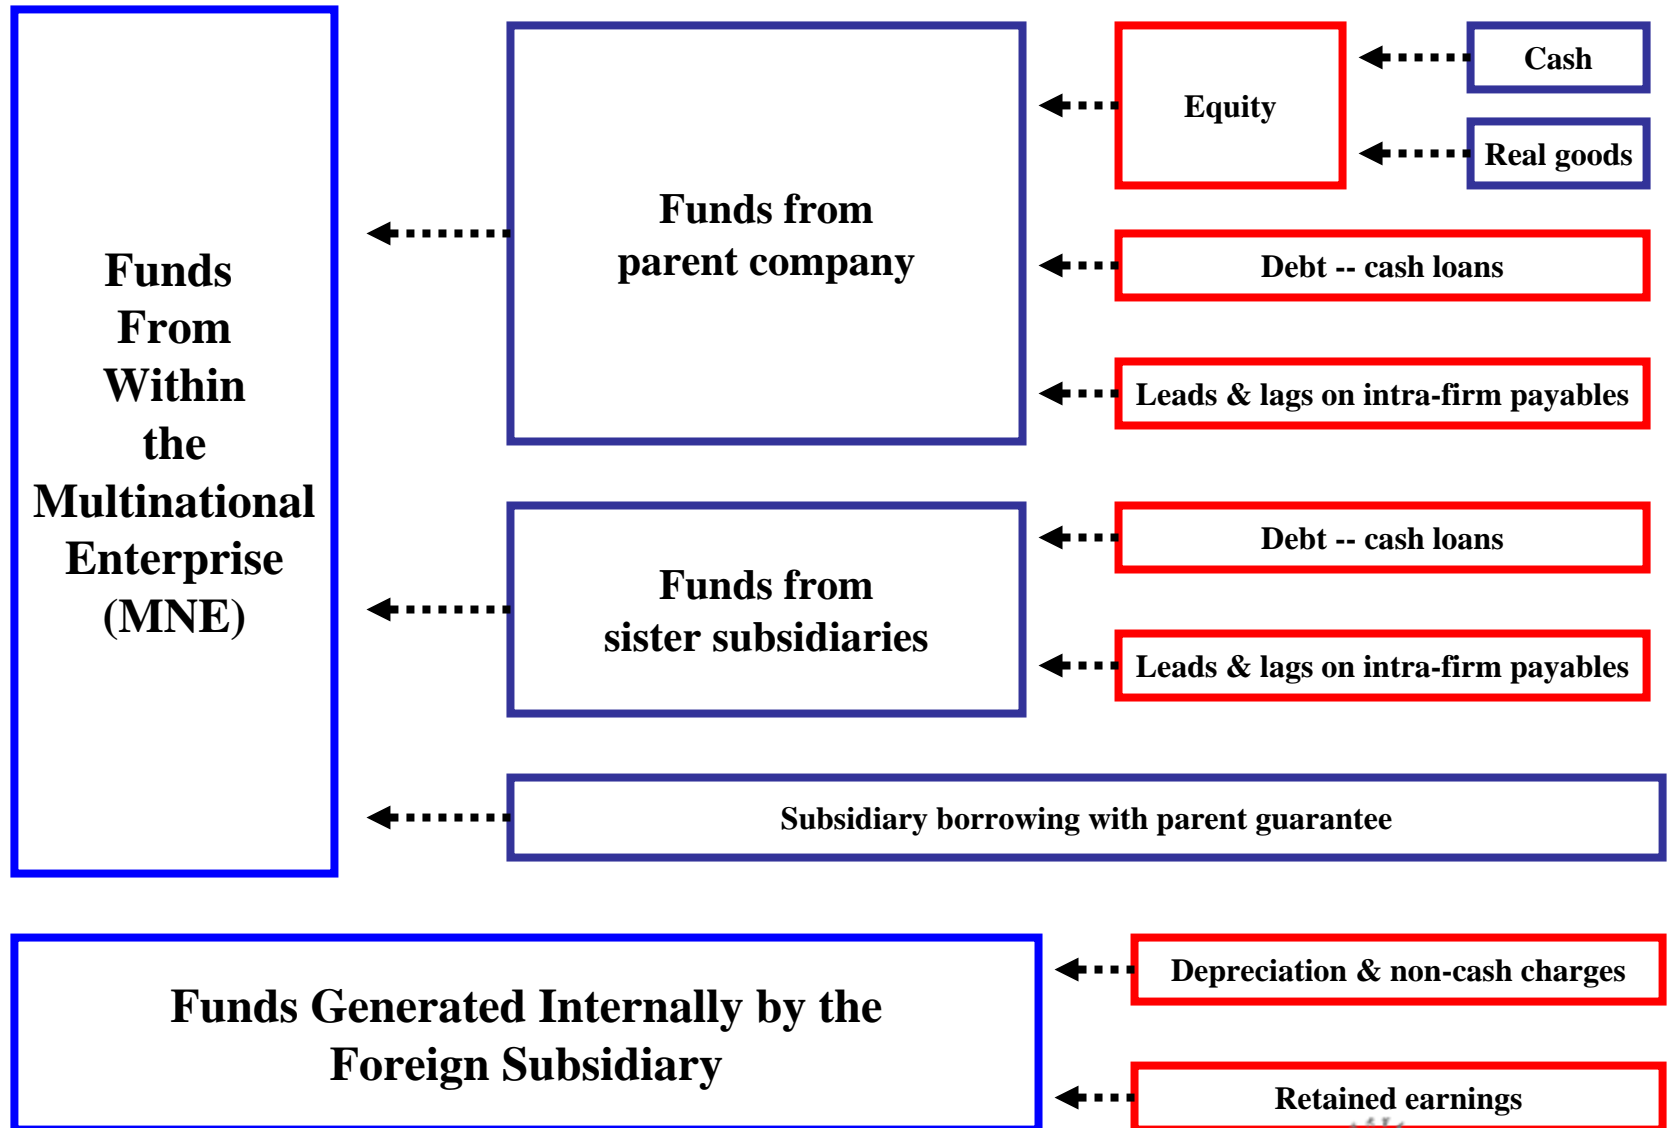 Funds
From
Within
the
Multinational
Enterprise
(MNE)
Funds from
parent company
Equity
Cash
Real goods
Debt -- cash loans
Leads & lags on intra-firm payables
Funds from
sister subsidiaries
Debt -- cash loans
Leads & lags on intra-firm payables
Subsidiary borrowing with parent guarantee
Funds Generated Internally by the
Foreign Subsidiary
Depreciation & non-cash charges
Retained earnings